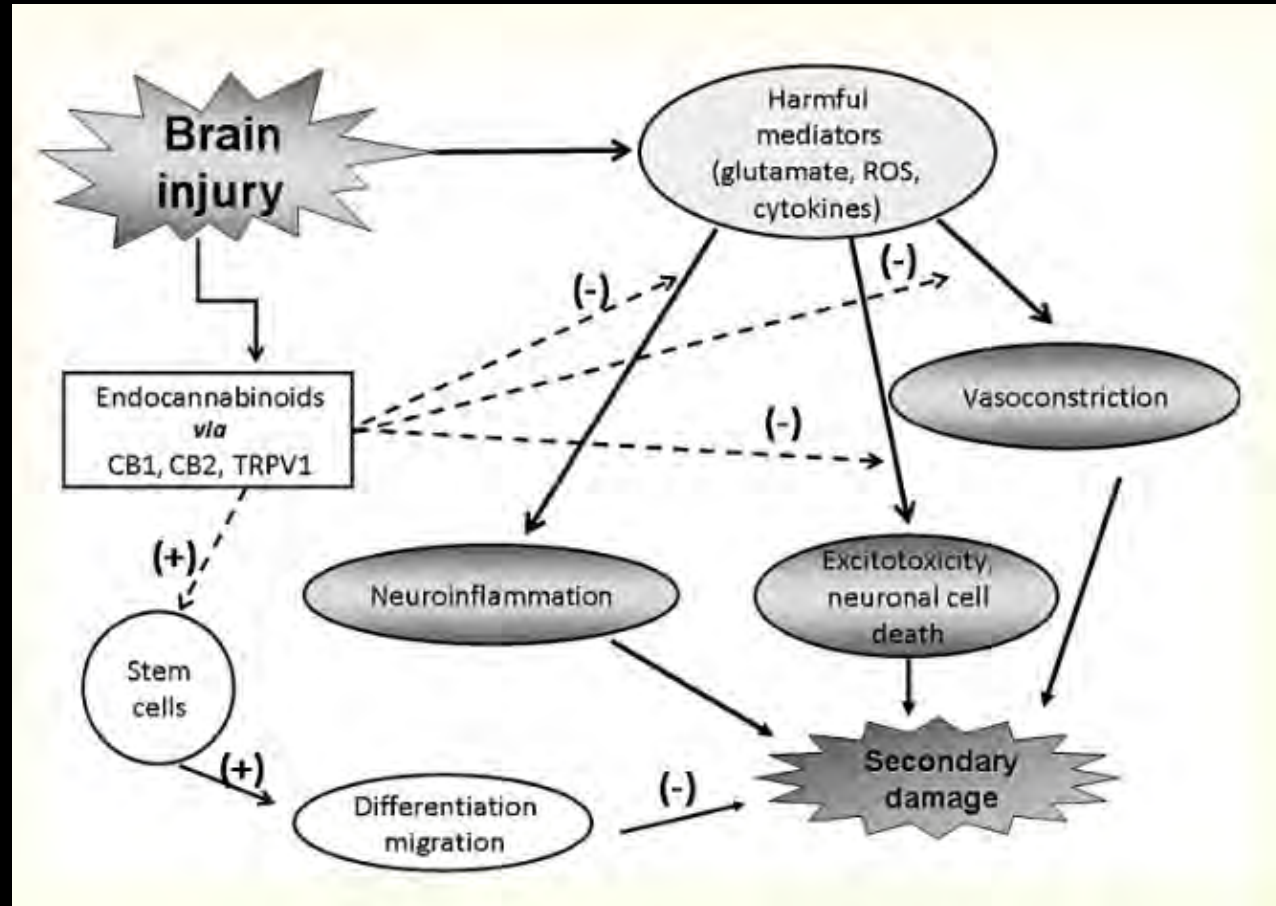 Brain
injury
Harmful
mediators
(glutamate, ROS,
cytokines)
(-)
(-)
Endocannabinoids
via
CB1, CB2, TRPV1
Vasoconstriction
(-)
(+)
Neuroinflammation
Excitotoxicity,
neuronal cell
death
Stem
cells
(+)
Differentiation
migration
(-)
Secondary
damage